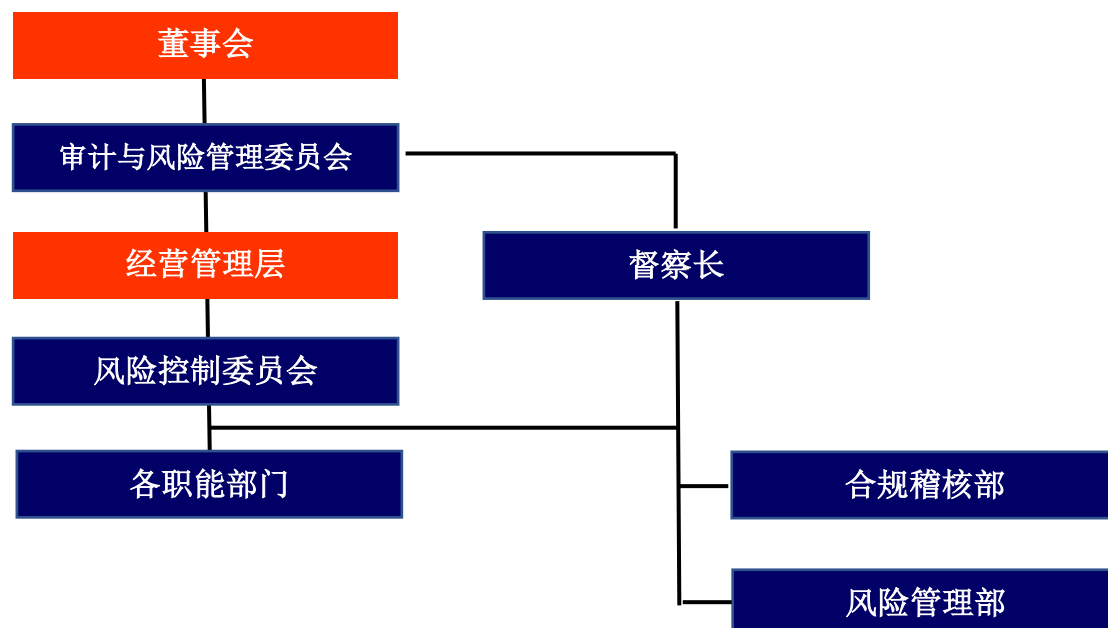 董事会
审计与风险管理委员会
经营管理层
督察长
风险控制委员会
各职能部门
合规稽核部
风险管理部